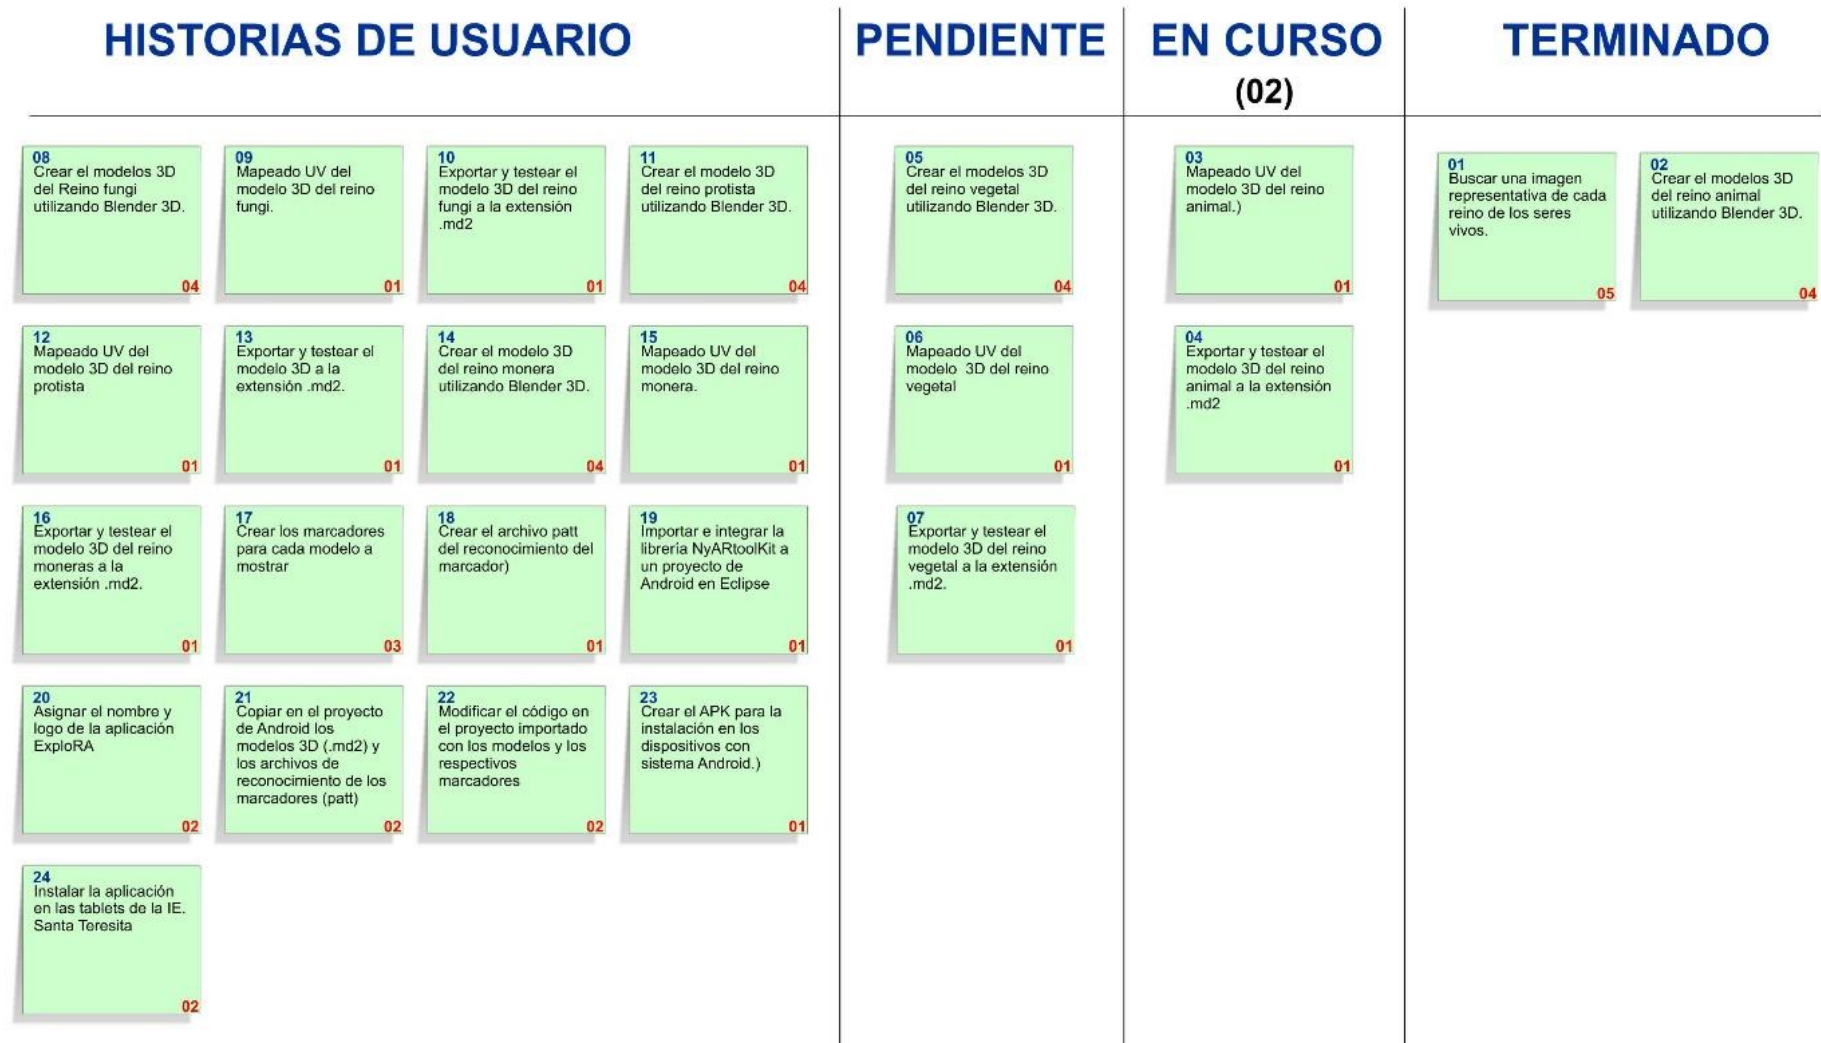 HISTORIAS DE USUARIO
PENDIENTE
EN CURSO
(02)
TERMINADO
08
Crear el modelos 3D
del Reino fungi
utilizando Blender 3D.
04
09
Mapeado UV del
modelo 3D del reino
fungi.
01
10
Exportar y testear el
modelo 3D del reino
fungi a la extensión
.md2
01
11
Crear el modelo 3D
del reino protista
utilizando Blender 3D.
04
12
Mapeado UV del
modelo 3D del reino
protista
01
13
Exportar y testear el
modelo 3D a la
extensión .md2.
01
14
Crear el modelo 3D
del reino monera
utilizando Blender 3D.
04
15
Mapeado UV del
modelo 3D del reino
monera.
01
16
Exportar y testear el
modelo 3D del reino
moneras a la
extensión .md2.
01
17
Crear los marcadores
para cada modelo a
mostrar
03
18
Crear el archivo patt
del reconocimiento del
marcador)
01
19
Importar e integrar la
librería NyARtoolKit a
un proyecto de
Android en Eclipse
01
20
Asignar el nombre y
logo de la aplicación
ExploRA
02
21
Copiar en el proyecto
de Android los
modelos 3D (.md2) y
los archivos de
reconocimiento de los
marcadores (patt)
02
22
Modificar el código en
el proyecto importado
con los modelos y los
respectivos
marcadores
02
23
Crear el APK para la
instalación en los
dispositivos con
sistema Android.)
01
24
Instalar la aplicación
en las tablets de la IE.
Santa Teresita
02
05
Crear el modelos 3D
del reino vegetal
utilizando Blender 3D.
04
06
Mapeado UV del
modelo 3D del reino
vegetal
01
07
Exportar y testear el
modelo 3D del reino
vegetal a la extensión
.md2.
01
03
Mapeado UV del
modelo 3D del reino
animal.)
01
04
Exportar y testear el
modelo 3D del reino
animal a la extensión
.md2
01
01
Buscar una imagen
representativa de cada
reino de los seres
vivos.
05
02
Crear el modelos 3D
del reino animal
utilizando Blender 3D.
04